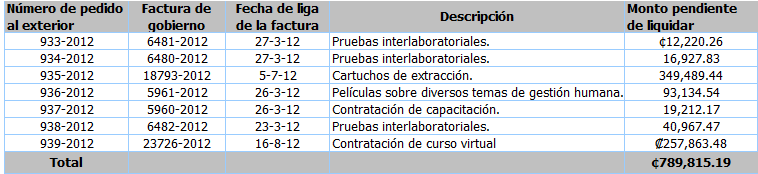 Número de pedido al exterior Factura de gobierno Fecha de liga de la factura Descripción Monto pendiente de liquidar
933-2012 6481-2012 27-3-12 Pruebas interlaboratoriales. ¢12,220.26
934-2012 6480-2012 27-3-12 Pruebas interlaboratoriales. 16,927.83
935-2012 18793-2012 5-7-12 Cartuchos de extracción. 349,489.44
936-2012 5961-2012 26-3-12 Películas sobre diversos temas de gestión humana. 93,134.54
937-2012 5960-2012 26-3-12 Contratación de capacitación. 19,212.17
938-2012 6482-2012 23-3-12 Pruebas interlaboratoriales. 40,967.47
939-2012 23726-2012 16-8-12 Contratación de curso virtual ₡257,863.48
Total ¢789,815.19